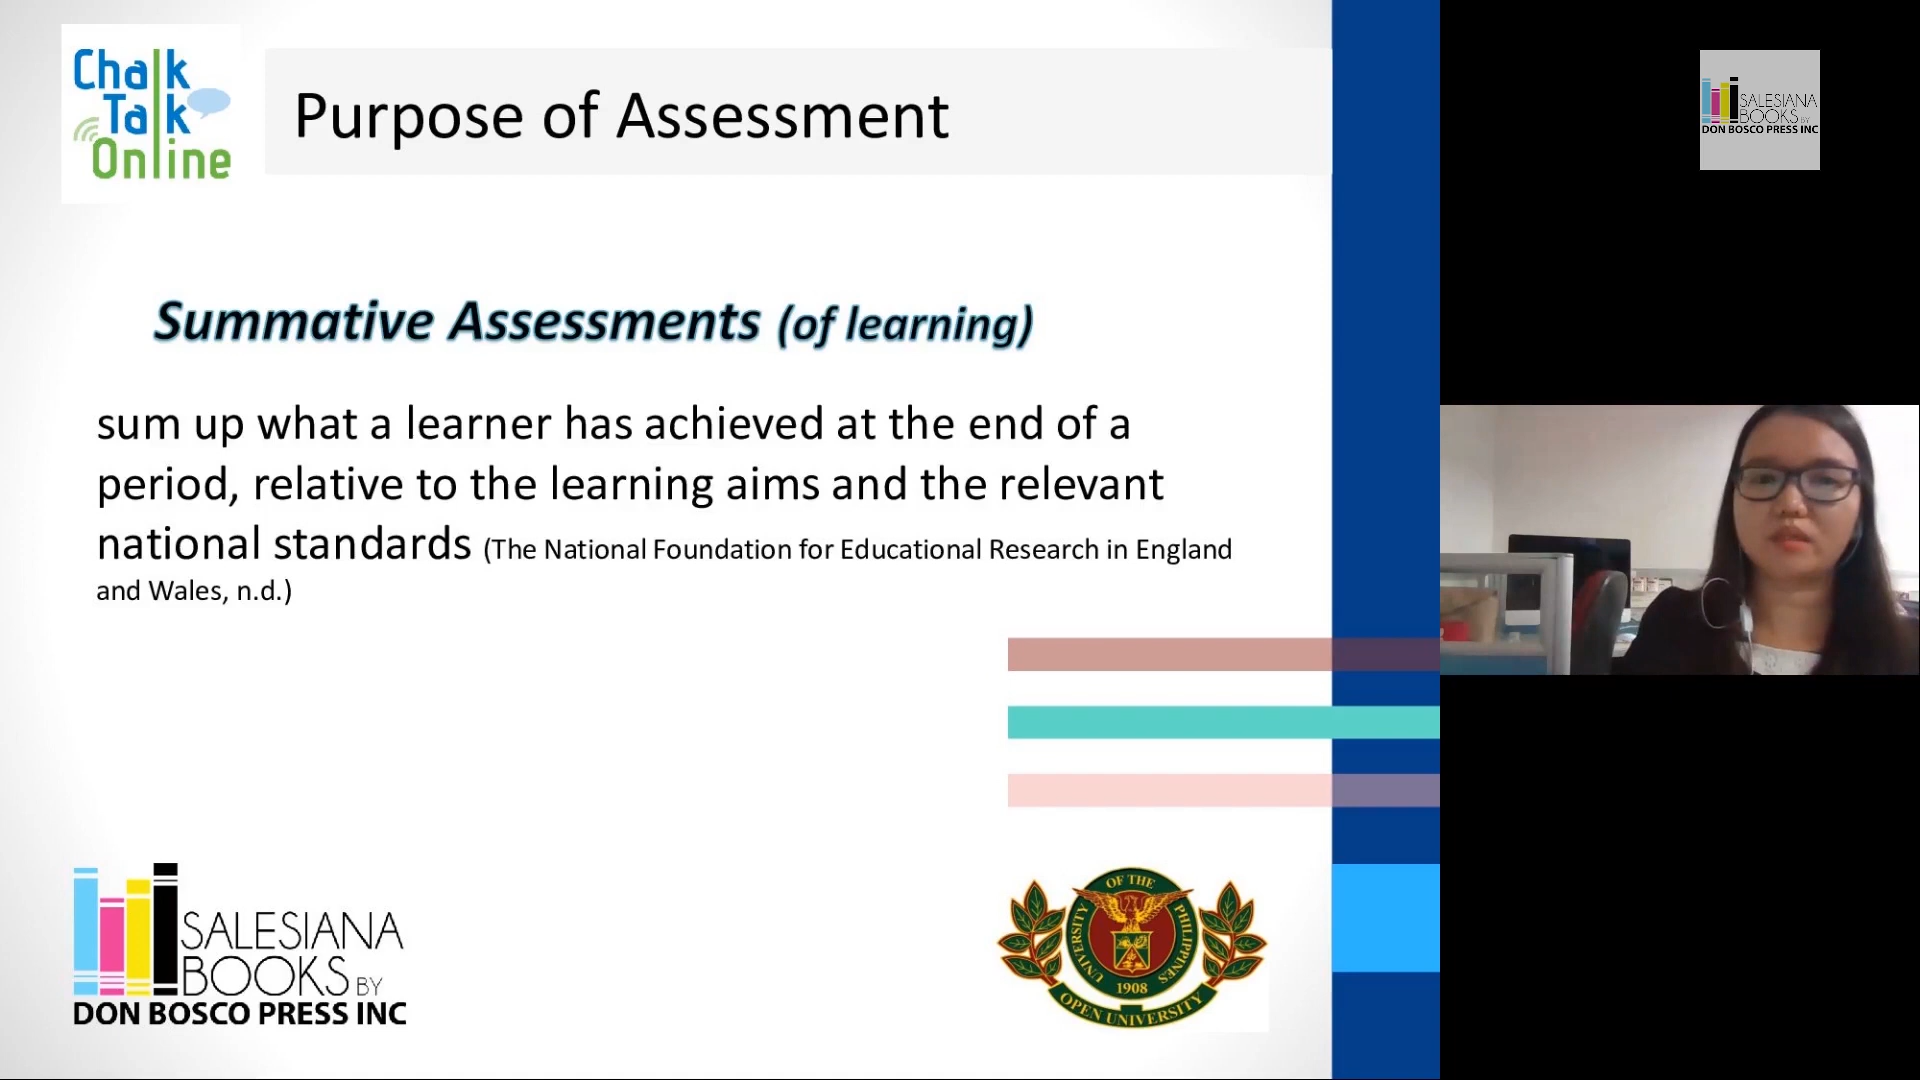 Chalk
Talk
Online
Purpose of Assessment
Summative Assessments (of learning)
sum up what a learner has achieved at the end of a
period, relative to the learning aims and the relevant
national standards (The National Foundation for Educational Research in England
and Wales, n.d.)
SALESIANA
BOOKS BY
DON BOSCO PRESS INC
UNIVERSITY OF THE PHILIPPINES
1908
OPEN UNIVERSITY
SALESIANA
BOOKS BY
DON BOSCO PRESS INC